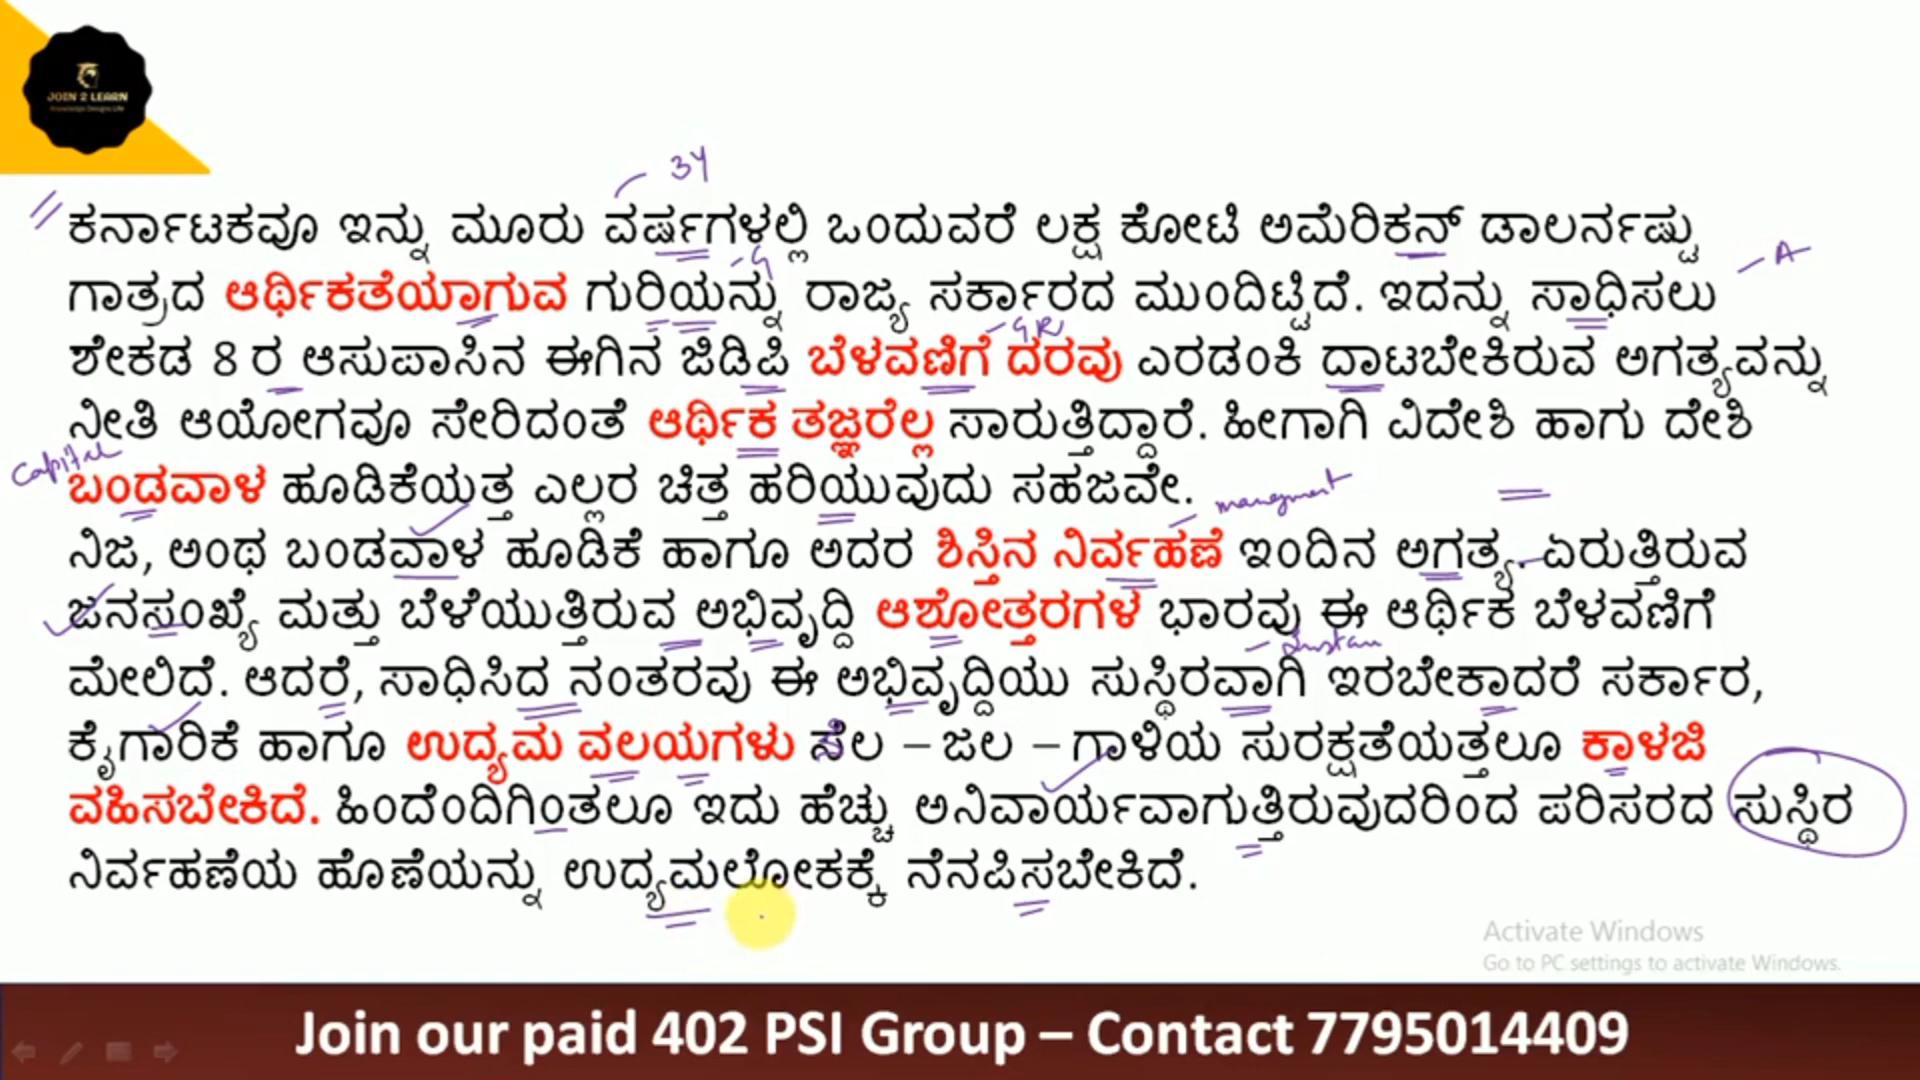 JOIN 2 LEARN
Knowledge Designs Life
3Y
ಕರ್ನಾಟಕವೂ ಇನ್ನು ಮೂರು ವರ್ಷಗಳಲ್ಲಿ ಒಂದುವರೆ ಲಕ್ಷ ಕೋಟಿ ಅಮೆರಿಕನ್ ಡಾಲರ್ನಷ್ಟು
G
A
ಗಾತ್ರದ ಆರ್ಥಿಕತೆಯಾಗುವ ಗುರಿಯನ್ನು ರಾಜ್ಯ ಸರ್ಕಾರದ ಮುಂದಿಟ್ಟಿದೆ. ಇದನ್ನು ಸಾಧಿಸಲು
GR
ಶೇಕಡ 8 ರ ಆಸುಪಾಸಿನ ಈಗಿನ ಜಿಡಿಪಿ ಬೆಳವಣಿಗೆ ದರವು ಎರಡಂಕಿ ದಾಟಬೇಕಿರುವ ಅಗತ್ಯವನ್ನು
ನೀತಿ ಆಯೋಗವೂ ಸೇರಿದಂತೆ ಆರ್ಥಿಕ ತಜ್ಞರೆಲ್ಲ ಸಾರುತ್ತಿದ್ದಾರೆ. ಹೀಗಾಗಿ ವಿದೇಶಿ ಹಾಗು ದೇಶಿ
Capital
ಬಂಡವಾಳ ಹೂಡಿಕೆಯತ್ತ ಎಲ್ಲರ ಚಿತ್ತ ಹರಿಯುವುದು ಸಹಜವೇ.
ನಿಜ, ಅಂಥ ಬಂಡವಾಳ ಹೂಡಿಕೆ ಹಾಗೂ ಅದರ ಶಿಸ್ತಿನ ನಿರ್ವಹಣೆ ಇಂದಿನ ಅಗತ್ಯ. ಏರುತ್ತಿರುವ
ಜನಸಂಖ್ಯೆ ಮತ್ತು ಬೆಳೆಯುತ್ತಿರುವ ಅಭಿವೃದ್ದಿ ಆಶೋತ್ತರಗಳ ಭಾರವು ಈ ಆರ್ಥಿಕ ಬೆಳವಣಿಗೆ
ಮೇಲಿದೆ. ಆದರೆ, ಸಾಧಿಸಿದ ನಂತರವು ಈ ಅಭಿವೃದ್ದಿಯು ಸುಸ್ಥಿರವಾಗಿ ಇರಬೇಕಾದರೆ ಸರ್ಕಾರ,
ಕೈಗಾರಿಕೆ ಹಾಗೂ ಉದ್ಯಮ ವಲಯಗಳು ನೆಲ – ಜಲ – ಗಾಳಿಯ ಸುರಕ್ಷತೆಯತ್ತಲೂ ಕಾಳಜಿ
ವಹಿಸಬೇಕಿದೆ. ಹಿಂದೆಂದಿಗಿಂತಲೂ ಇದು ಹೆಚ್ಚು ಅನಿವಾರ್ಯವಾಗುತ್ತಿರುವುದರಿಂದ ಪರಿಸರದ ಸುಸ್ಥಿರ
ನಿರ್ವಹಣೆಯ ಹೊಣೆಯನ್ನು ಉದ್ಯಮಲೋಕಕ್ಕೆ ನೆನಪಿಸಬೇಕಿದೆ.
Activate Windows
Go to PC settings to activate Windows.
Join our paid 402 PSI Group – Contact 7795014409